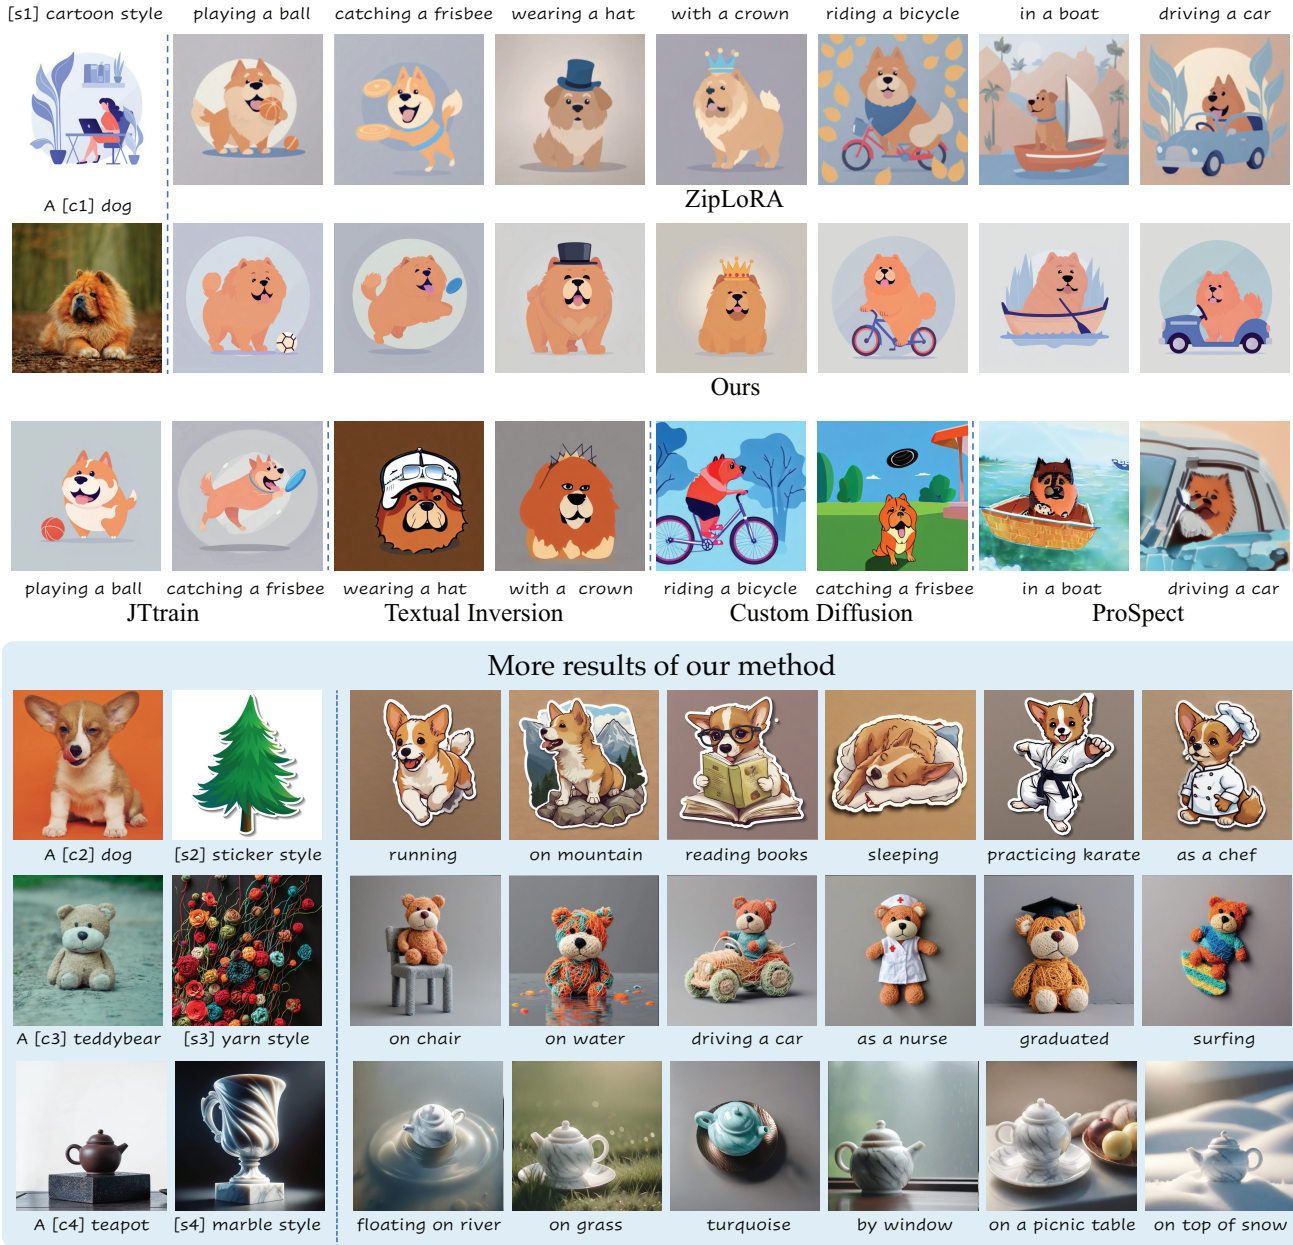 [s1] cartoon style playing a ball catching a frisbee wearing a hat with a crown riding a bicycle in a boat driving a car
ZipLoRA
A [c1] dog
Ours
playing a ball catching a frisbee wearing a hat with a crown riding a bicycle catching a frisbee in a boat driving a car
JTtrain Textual Inversion Custom Diffusion ProSpect
More results of our method
A [c2] dog [s2] sticker style running on mountain reading books sleeping practicing karate as a chef
A [c3] teddybear [s3] yarn style on chair on water driving a car as a nurse graduated surfing
A [c4] teapot [s4] marble style floating on river on grass turquoise by window on a picnic table on top of snow